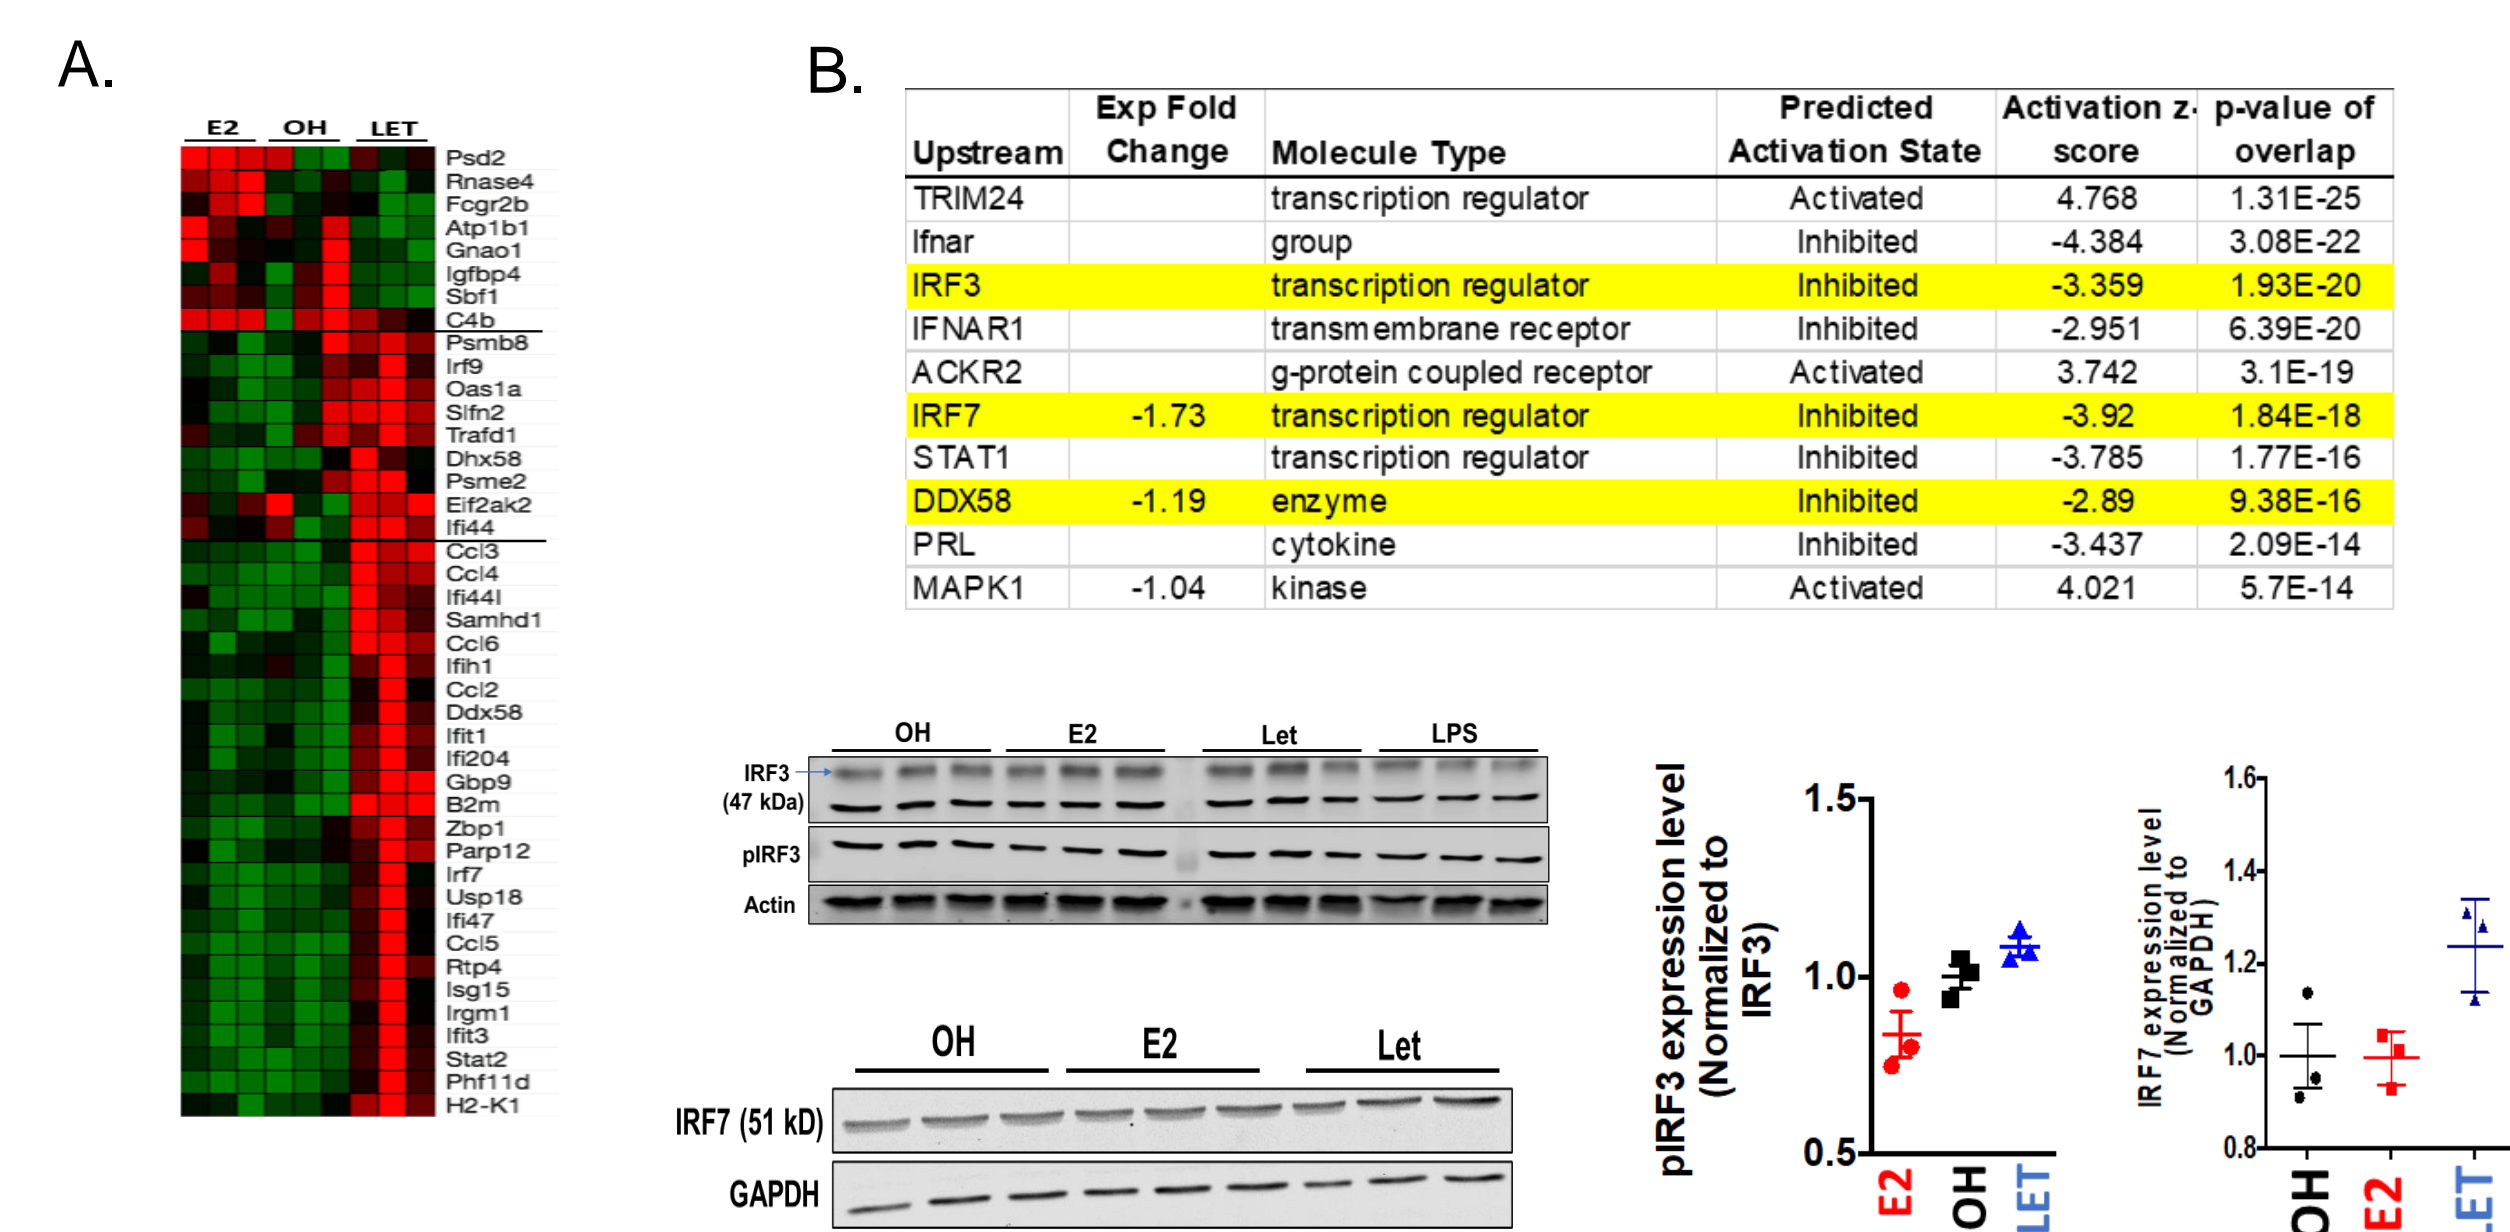 A.
E2 OH LET
Psd2
Rnase4
Fcgr2b
Atp1b1
Gnao1
Igfbp4
Sbf1
C4b
Psmb8
Irf9
Oas1a
Slfn2
Trafd1
Dhx58
Psme2
Eif2ak2
Ifi44
Ccl3
Ccl4
Ifi44l
Samhd1
Ccl6
Ifih1
Ccl2
Ddx58
Ifit1
Ifi204
Gbp9
B2m
Zbp1
Parp12
Irf7
Usp18
Ifi47
Ccl5
Rtp4
Isg15
Irgm1
Ifit3
Stat2
Phf11d
H2-K1
B.
Exp Fold Predicted Activation z- p-value of
Upstream Change Molecule Type Activation State score overlap
TRIM24 transcription regulator Activated 4.768 1.31E-25
Ifnar group Inhibited -4.384 3.08E-22
IRF3 transcription regulator Inhibited -3.359 1.93E-20
IFNAR1 transmembrane receptor Inhibited -2.951 6.39E-20
ACKR2 g-protein coupled receptor Activated 3.742 3.1E-19
IRF7 -1.73 transcription regulator Inhibited -3.92 1.84E-18
STAT1 transcription regulator Inhibited -3.785 1.77E-16
DDX58 -1.19 enzyme Inhibited -2.89 9.38E-16
PRL cytokine Inhibited -3.437 2.09E-14
MAPK1 -1.04 kinase Activated 4.021 5.7E-14
OH E2 Let LPS
IRF3
(47 kDa)
pIRF3
Actin
OH E2 Let
IRF7 (51 kD)
GAPDH
pIRF3 expression level
(Normalized to
IRF3)
1.5
1.0
0.5
E2 OH LET
IRF7 expression level
(Normalized to
GAPDH)
1.6
1.4
1.2
1.0
0.8
OH E2 LET